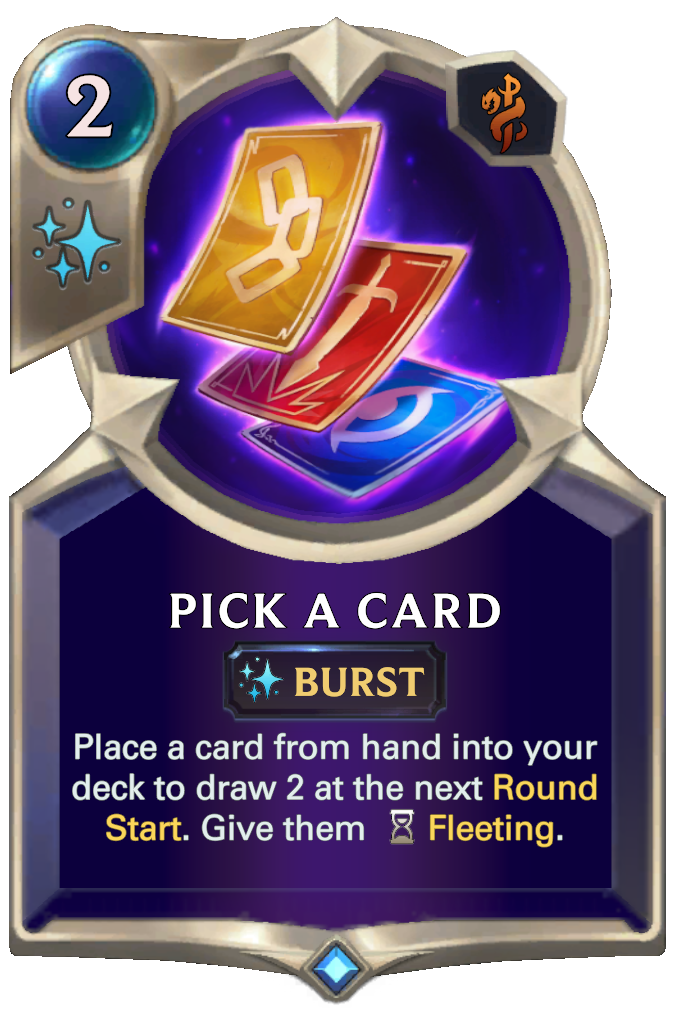 2
PICK A CARD
BURST
Place a card from hand into your
deck to draw 2 at the next Round
Start. Give them Fleeting.